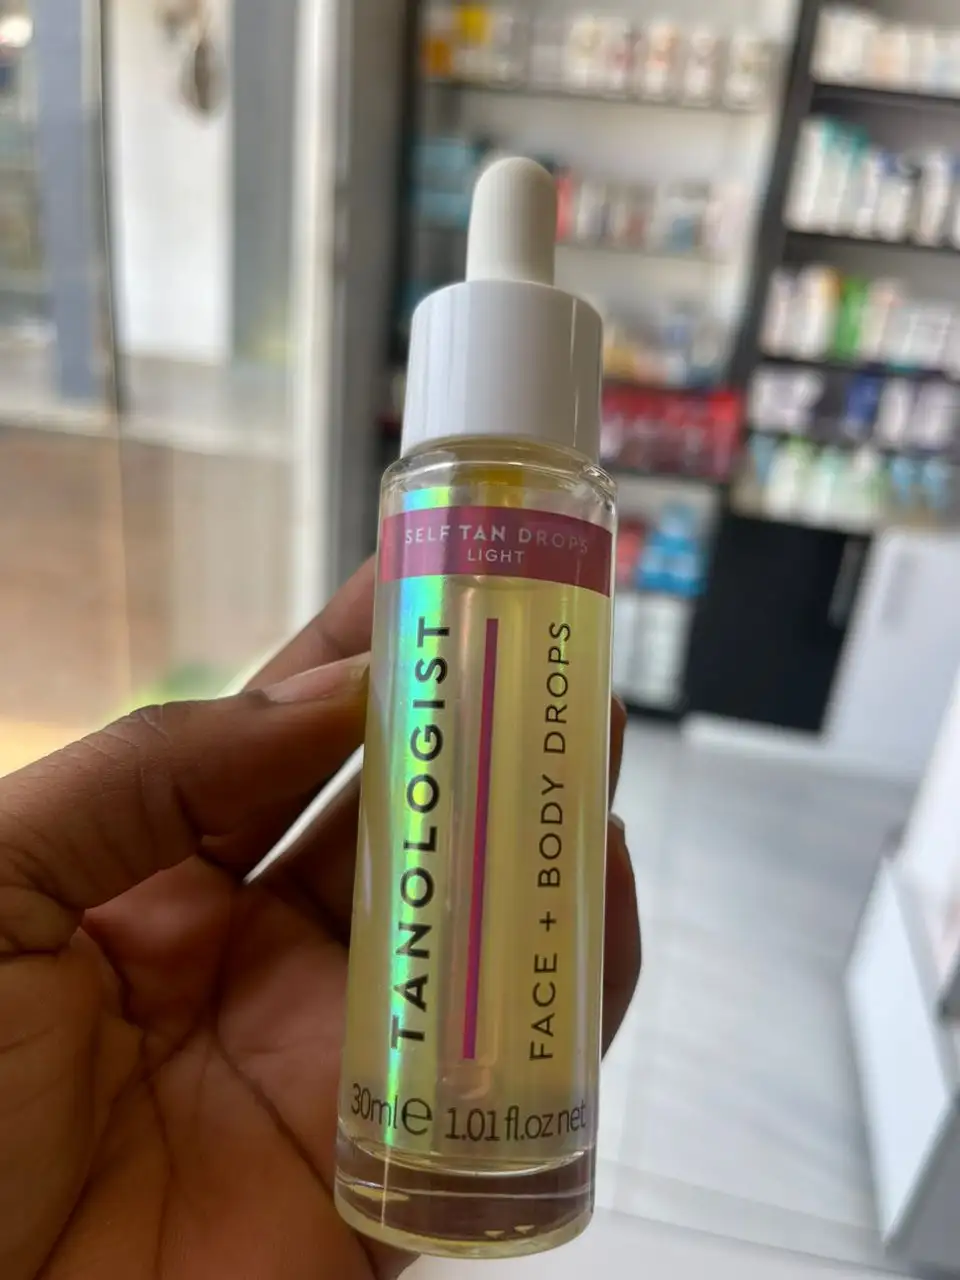 SELF TAN DROPS
LIGHT
TANOLOGIST
FACE + BODY DROPS
30ml e 1.01 fl.oz net